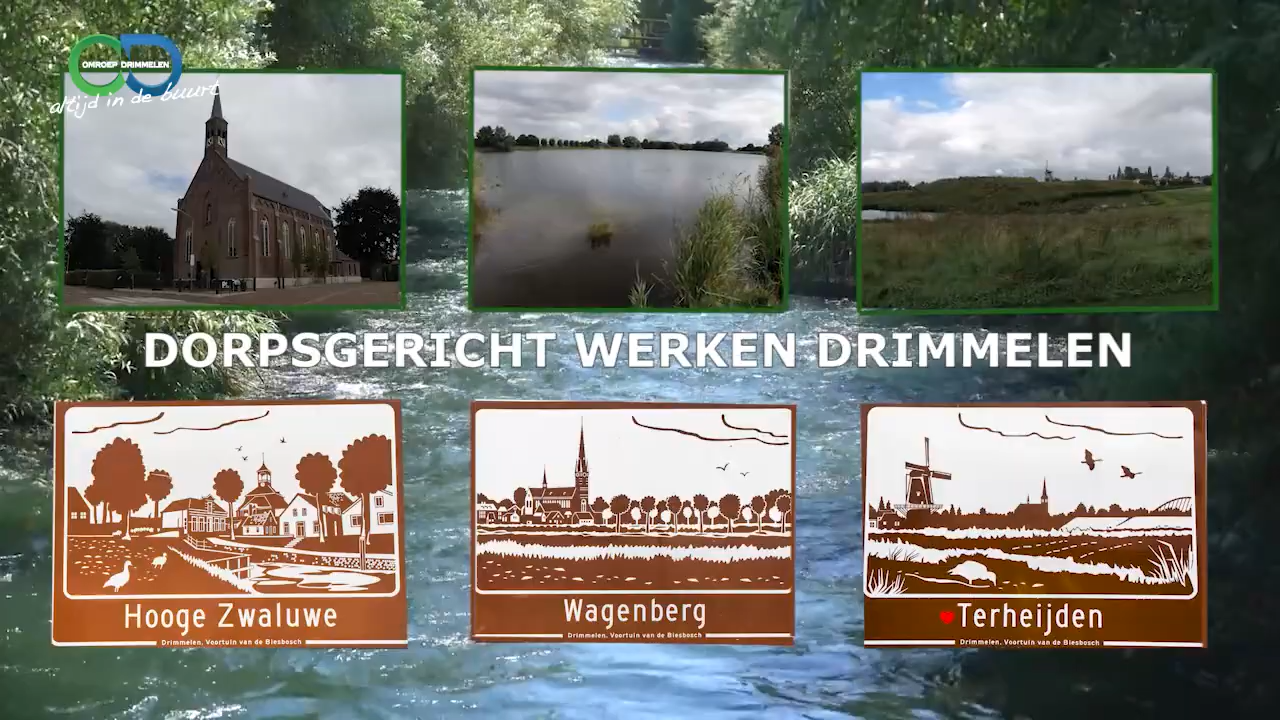 OMROEP DRIMMELEN
altijd in de buurt
DORPSGERICHT WERKEN DRIMMELEN
Hooge Zwaluwe
Drimmelen, Voortuin van de Biesbosch
Wagenberg
Drimmelen, Voortuin van de Biesbosch
Terheijden
Drimmelen, Voortuin van de Biesbosch